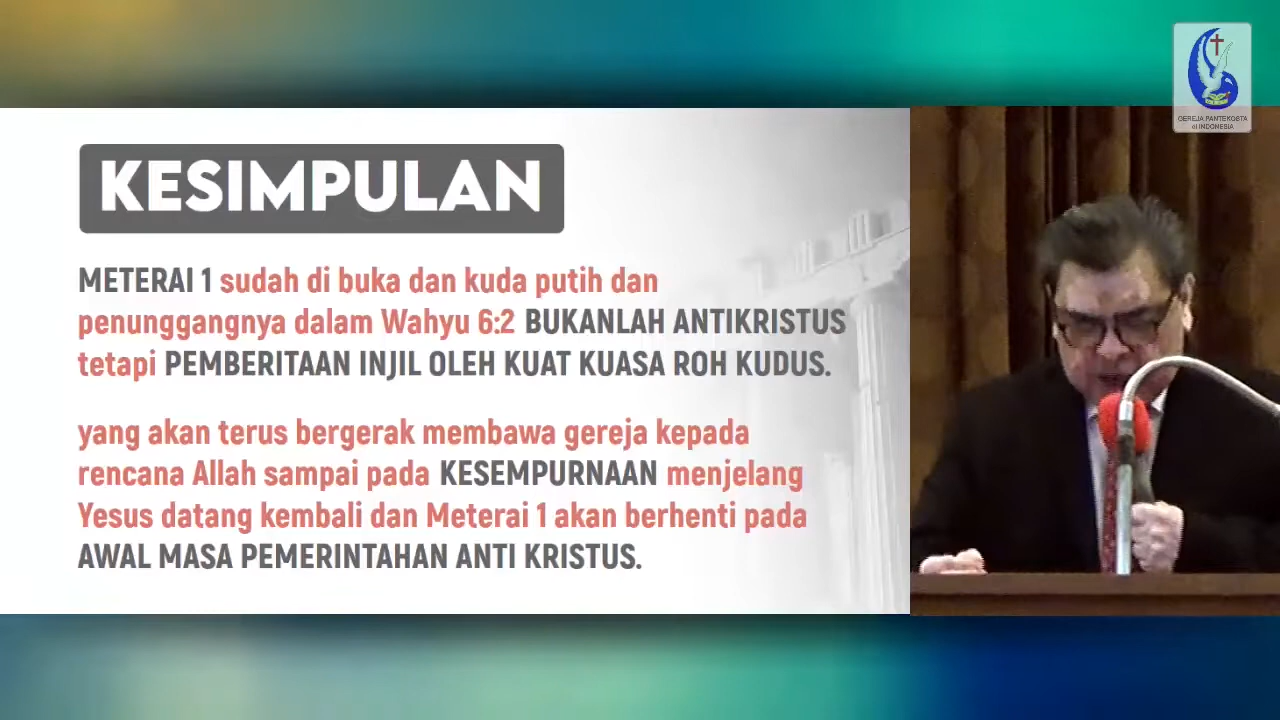 KESIMPULAN
METERAI 1 sudah di buka dan kuda putih dan
penunggangnya dalam Wahyu 6:2 BUKANLAH ANTIKRISTUS
tetapi PEMBERITAAN INJIL OLEH KUAT KUASA ROH KUDUS.
yang akan terus bergerak membawa gereja kepada
rencana Allah sampai pada KESEMPURNAAN menjelang
Yesus datang kembali dan Meterai 1 akan berhenti pada
AWAL MASA PEMERINTAHAN ANTI KRISTUS.
GEREJA PANTEKOSTA
di INDONESIA